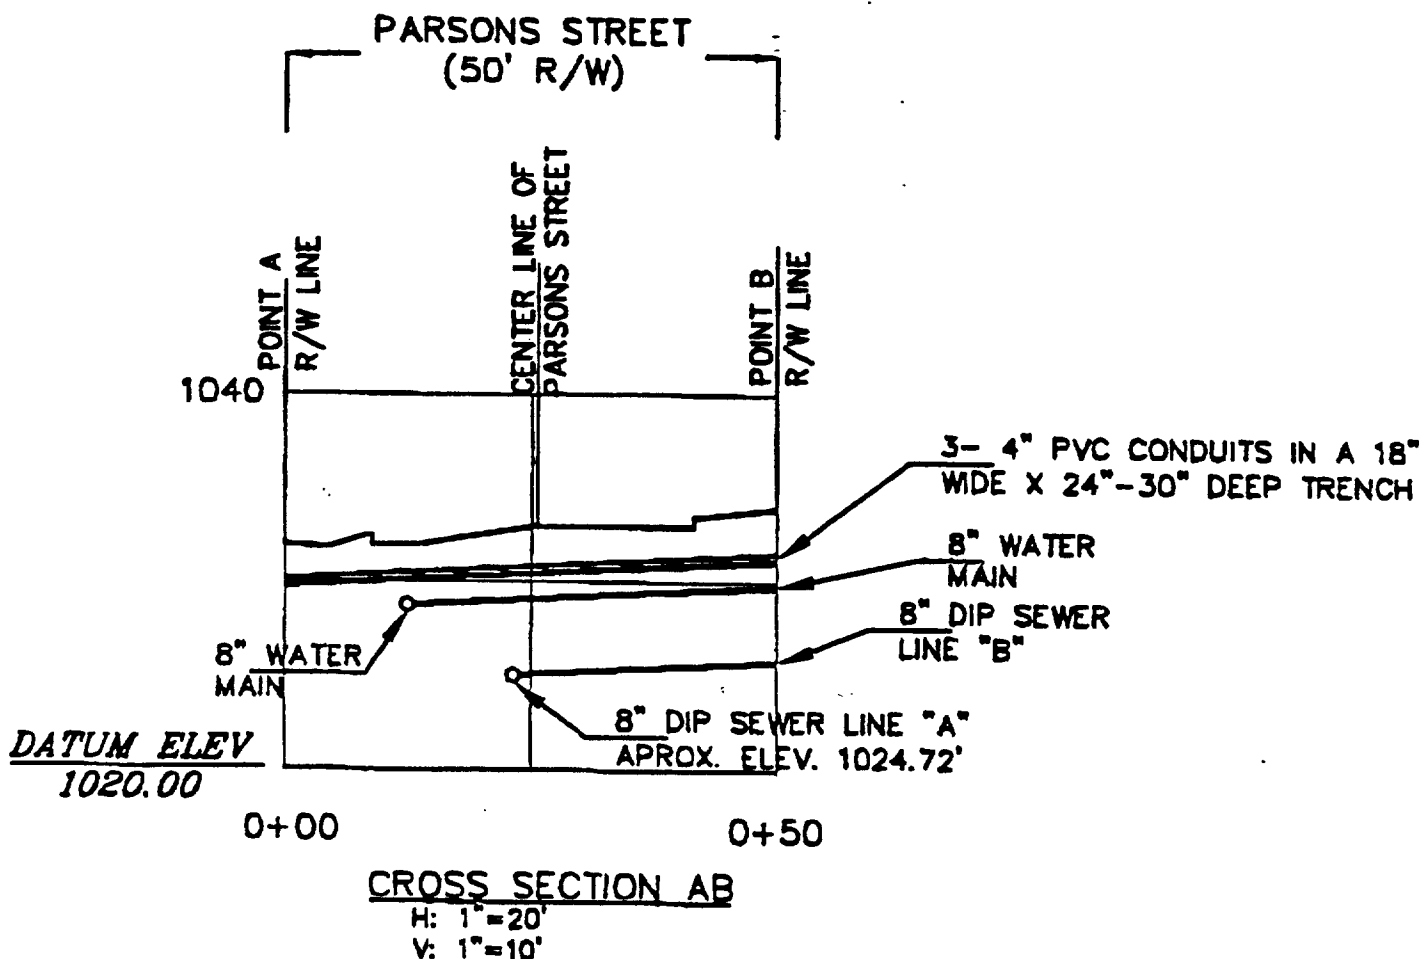 PARSONS STREET
(50' R/W)
POINT A
R/W LINE
CENTER LINE OF
PARSONS STREET
POINT B
R/W LINE
1040
3- 4" PVC CONDUITS IN A 18"
WIDE X 24"-30" DEEP TRENCH
8" WATER
MAIN
8" DIP SEWER
LINE "B"
8" WATER
MAIN
8" DIP SEWER LINE "A"
APROX. ELEV. 1024.72'
DATUM ELEV
1020.00
0+00
0+50
CROSS SECTION AB
H: 1"=20'
V: 1"=10'